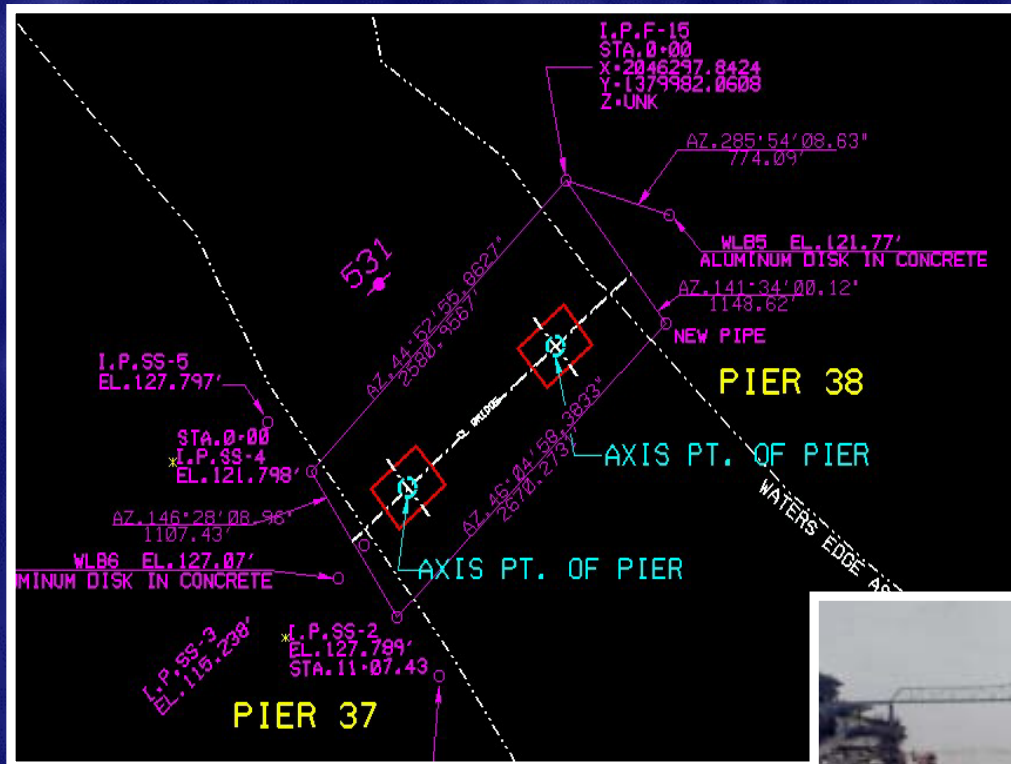 I.P.F-15
STA.0+00
X=2046297.8424
Y=1379982.0608
Z=UNK
AZ.285°54'08.63"
774.09'
WLB5 EL.121.77'
ALUMINUM DISK IN CONCRETE
AZ.141°34'00.12"
1148.62'
NEW PIPE
531
AZ.44°52'55.8627"
2580.9567'
PIER 38
I.P.SS-5
EL.127.797'
STA.0+00
*I.P.SS-4
EL.121.798'
AXIS PT. OF PIER
AZ.46°04'58.3833"
2670.2737'
AZ.146°28'08.96"
1107.43'
WATERS EDGE
WLB6 EL.127.07'
MINUM DISK IN CONCRETE
AXIS PT. OF PIER
I.P.SS-3
EL.115.238'
*I.P.SS-2
EL.127.789'
STA.11+07.43
PIER 37